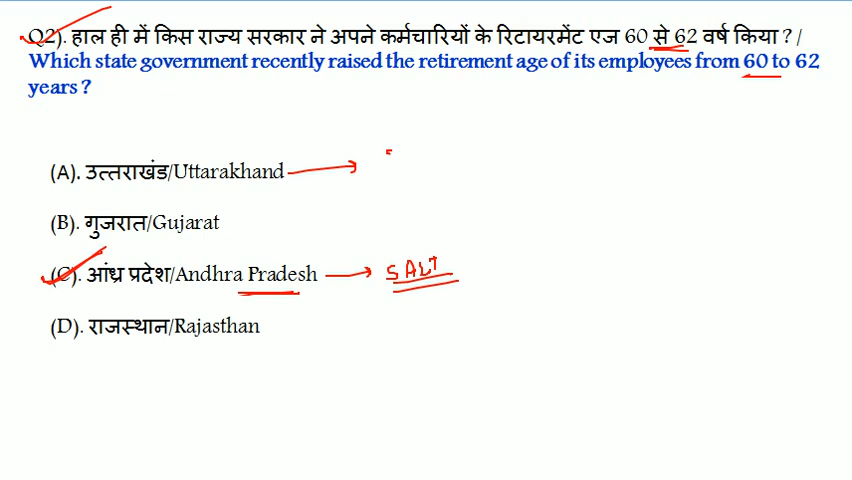 Q2). हाल ही में किस राज्य सरकार ने अपने कर्मचारियों के रिटायरमेंट एज 60 से 62 वर्ष किया ? /
Which state government recently raised the retirement age of its employees from 60 to 62
years ?
(A). उत्तराखंड/Uttarakhand
(B). गुजरात/Gujarat
(C). आंध्र प्रदेश/Andhra Pradesh SALT
(D). राजस्थान/Rajasthan